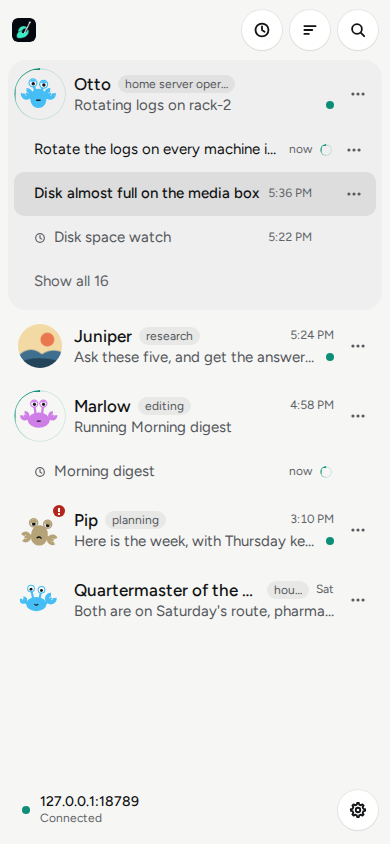 Otto home server oper...
Rotating logs on rack-2
Rotate the logs on every machine i... now
Disk almost full on the media box 5:36 PM
Disk space watch 5:22 PM
Show all 16
Juniper research 5:24 PM
Ask these five, and get the answer...
Marlow editing 4:58 PM
Running Morning digest
Morning digest now
Pip planning 3:10 PM
Here is the week, with Thursday ke...
Quartermaster of the ... hou... Sat
Both are on Saturday's route, pharma...
127.0.0.1:18789
Connected